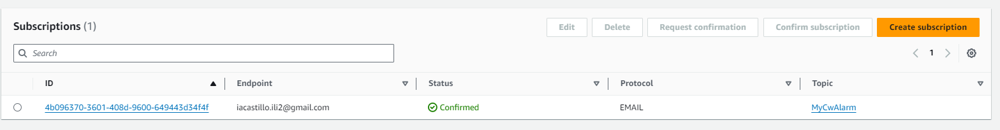 Subscriptions (1)
Edit
Delete
Request confirmation
Confirm subscription
Create subscription
Search
1
ID
Endpoint
Status
Protocol
Topic
4b096370-3601-408d-9600-649443d34f4f
iacastillo.ili2@gmail.com
Confirmed
EMAIL
MyCwAlarm